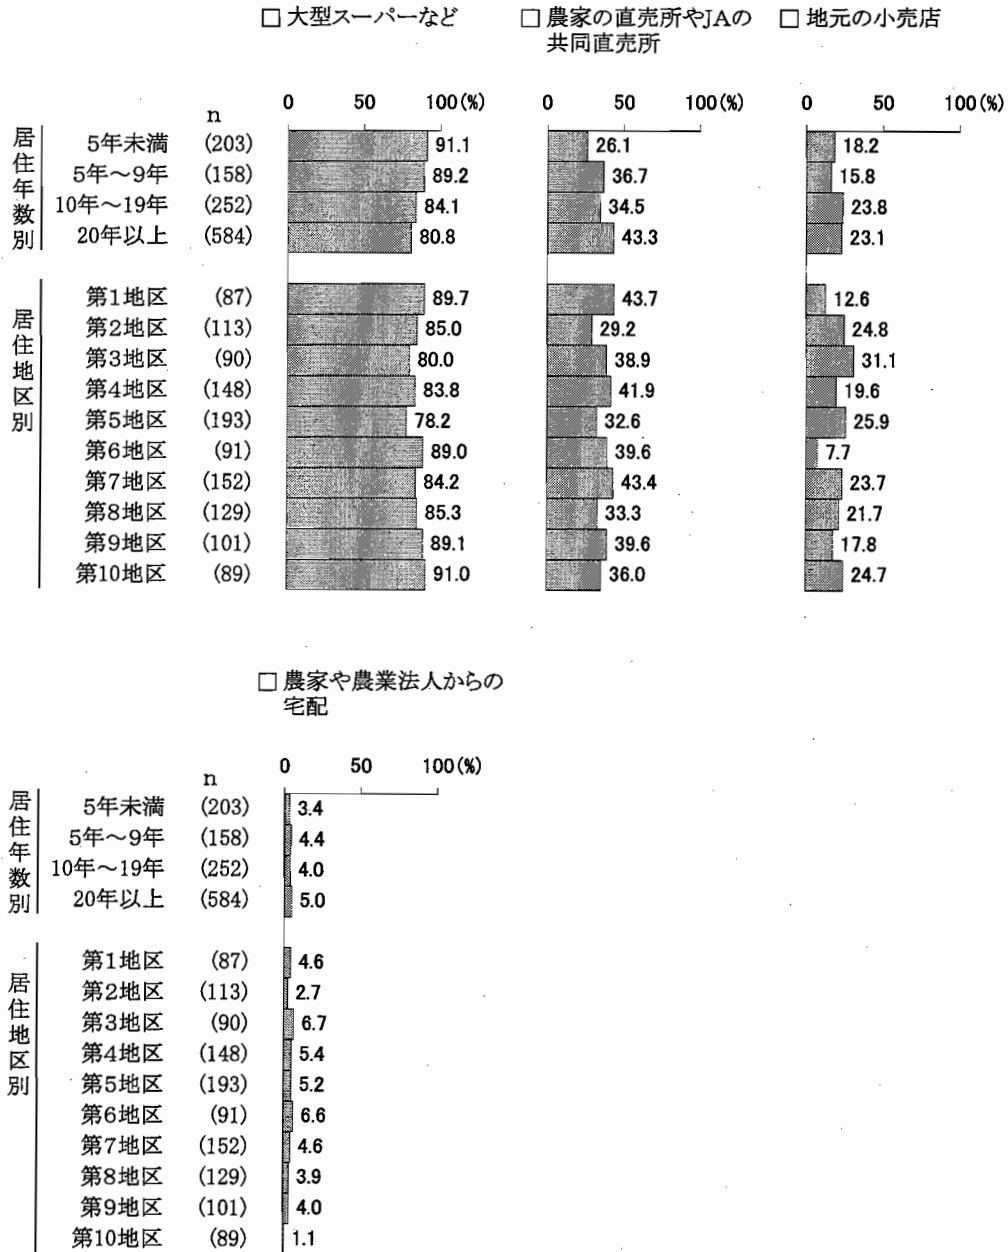 □ 大型スーパーなど □ 農家の直売所やJAの共同直売所 □ 地元の小売店
0 50 100(%) 0 50 100(%) 0 50 100(%)
n
居住年数別
5年未満 (203) 91.1 26.1 18.2
5年～9年 (158) 89.2 36.7 15.8
10年～19年 (252) 84.1 34.5 23.8
20年以上 (584) 80.8 43.3 23.1
居住地区別
第1地区 (87) 89.7 43.7 12.6
第2地区 (113) 85.0 29.2 24.8
第3地区 (90) 80.0 38.9 31.1
第4地区 (148) 83.8 41.9 19.6
第5地区 (193) 78.2 32.6 25.9
第6地区 (91) 89.0 39.6 7.7
第7地区 (152) 84.2 43.4 23.7
第8地区 (129) 85.3 33.3 21.7
第9地区 (101) 89.1 39.6 17.8
第10地区 (89) 91.0 36.0 24.7
□ 農家や農業法人からの
宅配
0 50 100(%)
n
居住年数別
5年未満 (203) 3.4
5年～9年 (158) 4.4
10年～19年 (252) 4.0
20年以上 (584) 5.0
居住地区別
第1地区 (87) 4.6
第2地区 (113) 2.7
第3地区 (90) 6.7
第4地区 (148) 5.4
第5地区 (193) 5.2
第6地区 (91) 6.6
第7地区 (152) 4.6
第8地区 (129) 3.9
第9地区 (101) 4.0
第10地区 (89) 1.1